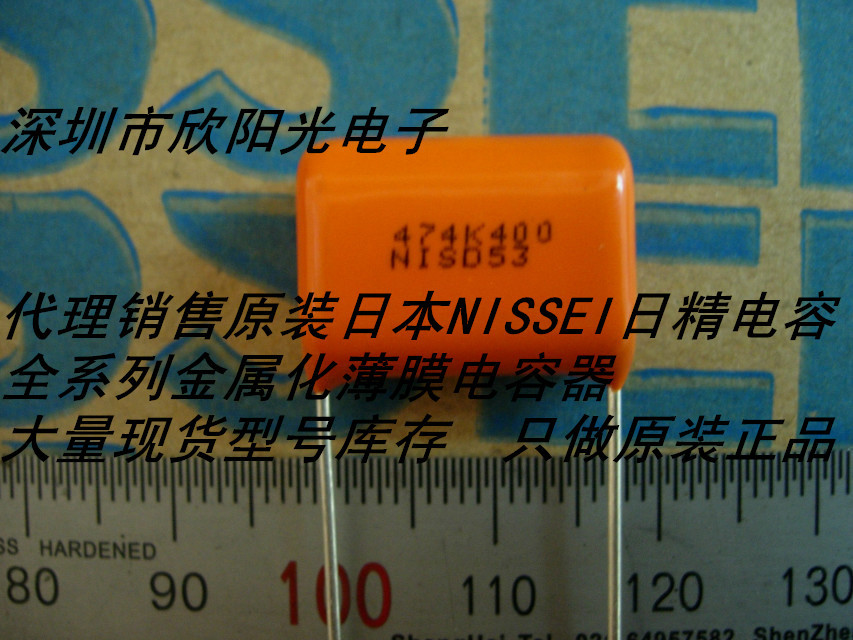 深圳市欣阳光电子
474K400
NISD53
代理销售原装日本NISSEI日精电容
全系列金属化薄膜电容器
大量现货型号库存 只做原装正品
SS HARDENED
80 90 100 110 120 130
ShenZhe